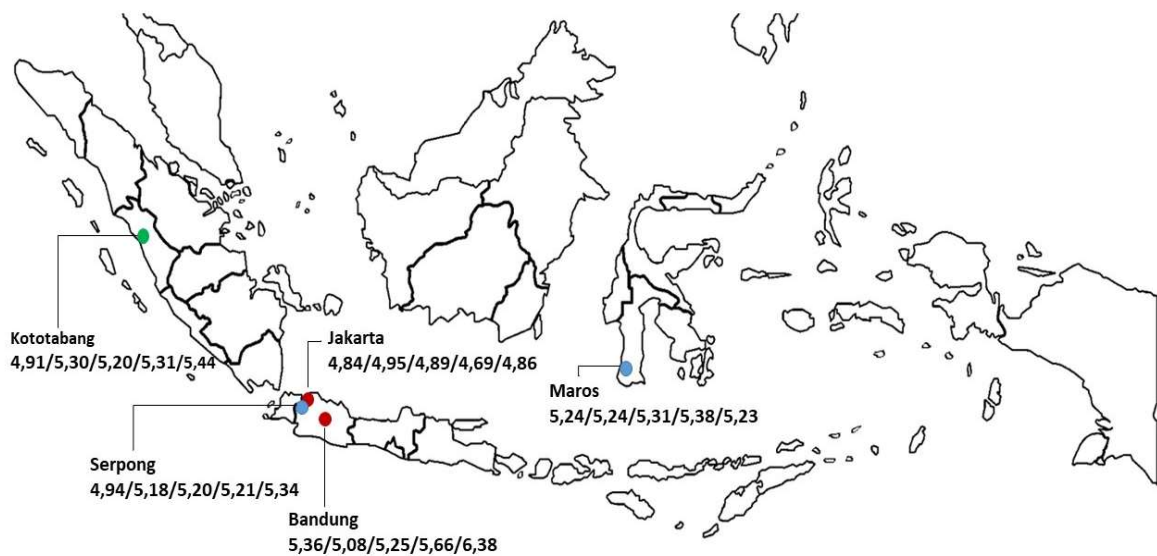 Kototabang
4,91/5,30/5,20/5,31/5,44
Jakarta
4,84/4,95/4,89/4,69/4,86
Maros
5,24/5,24/5,31/5,38/5,23
Serpong
4,94/5,18/5,20/5,21/5,34
Bandung
5,36/5,08/5,25/5,66/6,38